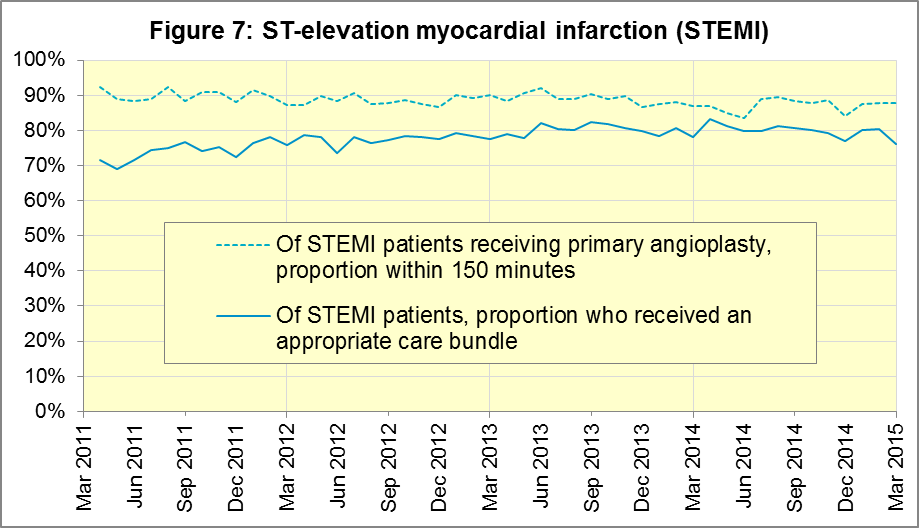 Figure 7: ST-elevation myocardial infarction (STEMI)
100%
90%
80%
70%
60%
50%
40%
30%
20%
10%
0%
Of STEMI patients receiving primary angioplasty,
proportion within 150 minutes
Of STEMI patients, proportion who received an
appropriate care bundle
Mar 2011
Jun 2011
Sep 2011
Dec 2011
Mar 2012
Jun 2012
Sep 2012
Dec 2012
Mar 2013
Jun 2013
Sep 2013
Dec 2013
Mar 2014
Jun 2014
Sep 2014
Dec 2014
Mar 2015